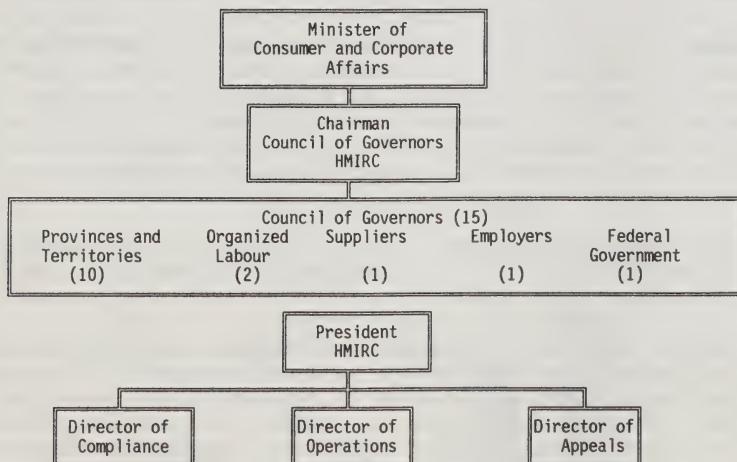 Minister of
Consumer and Corporate
Affairs
Chairman
Council of Governors
HMIRC
Council of Governors (15)
Provinces and Territories (10)
Organized Labour (2)
Suppliers (1)
Employers (1)
Federal Government (1)
President
HMIRC
Director of
Compliance
Director of
Operations
Director of
Appeals